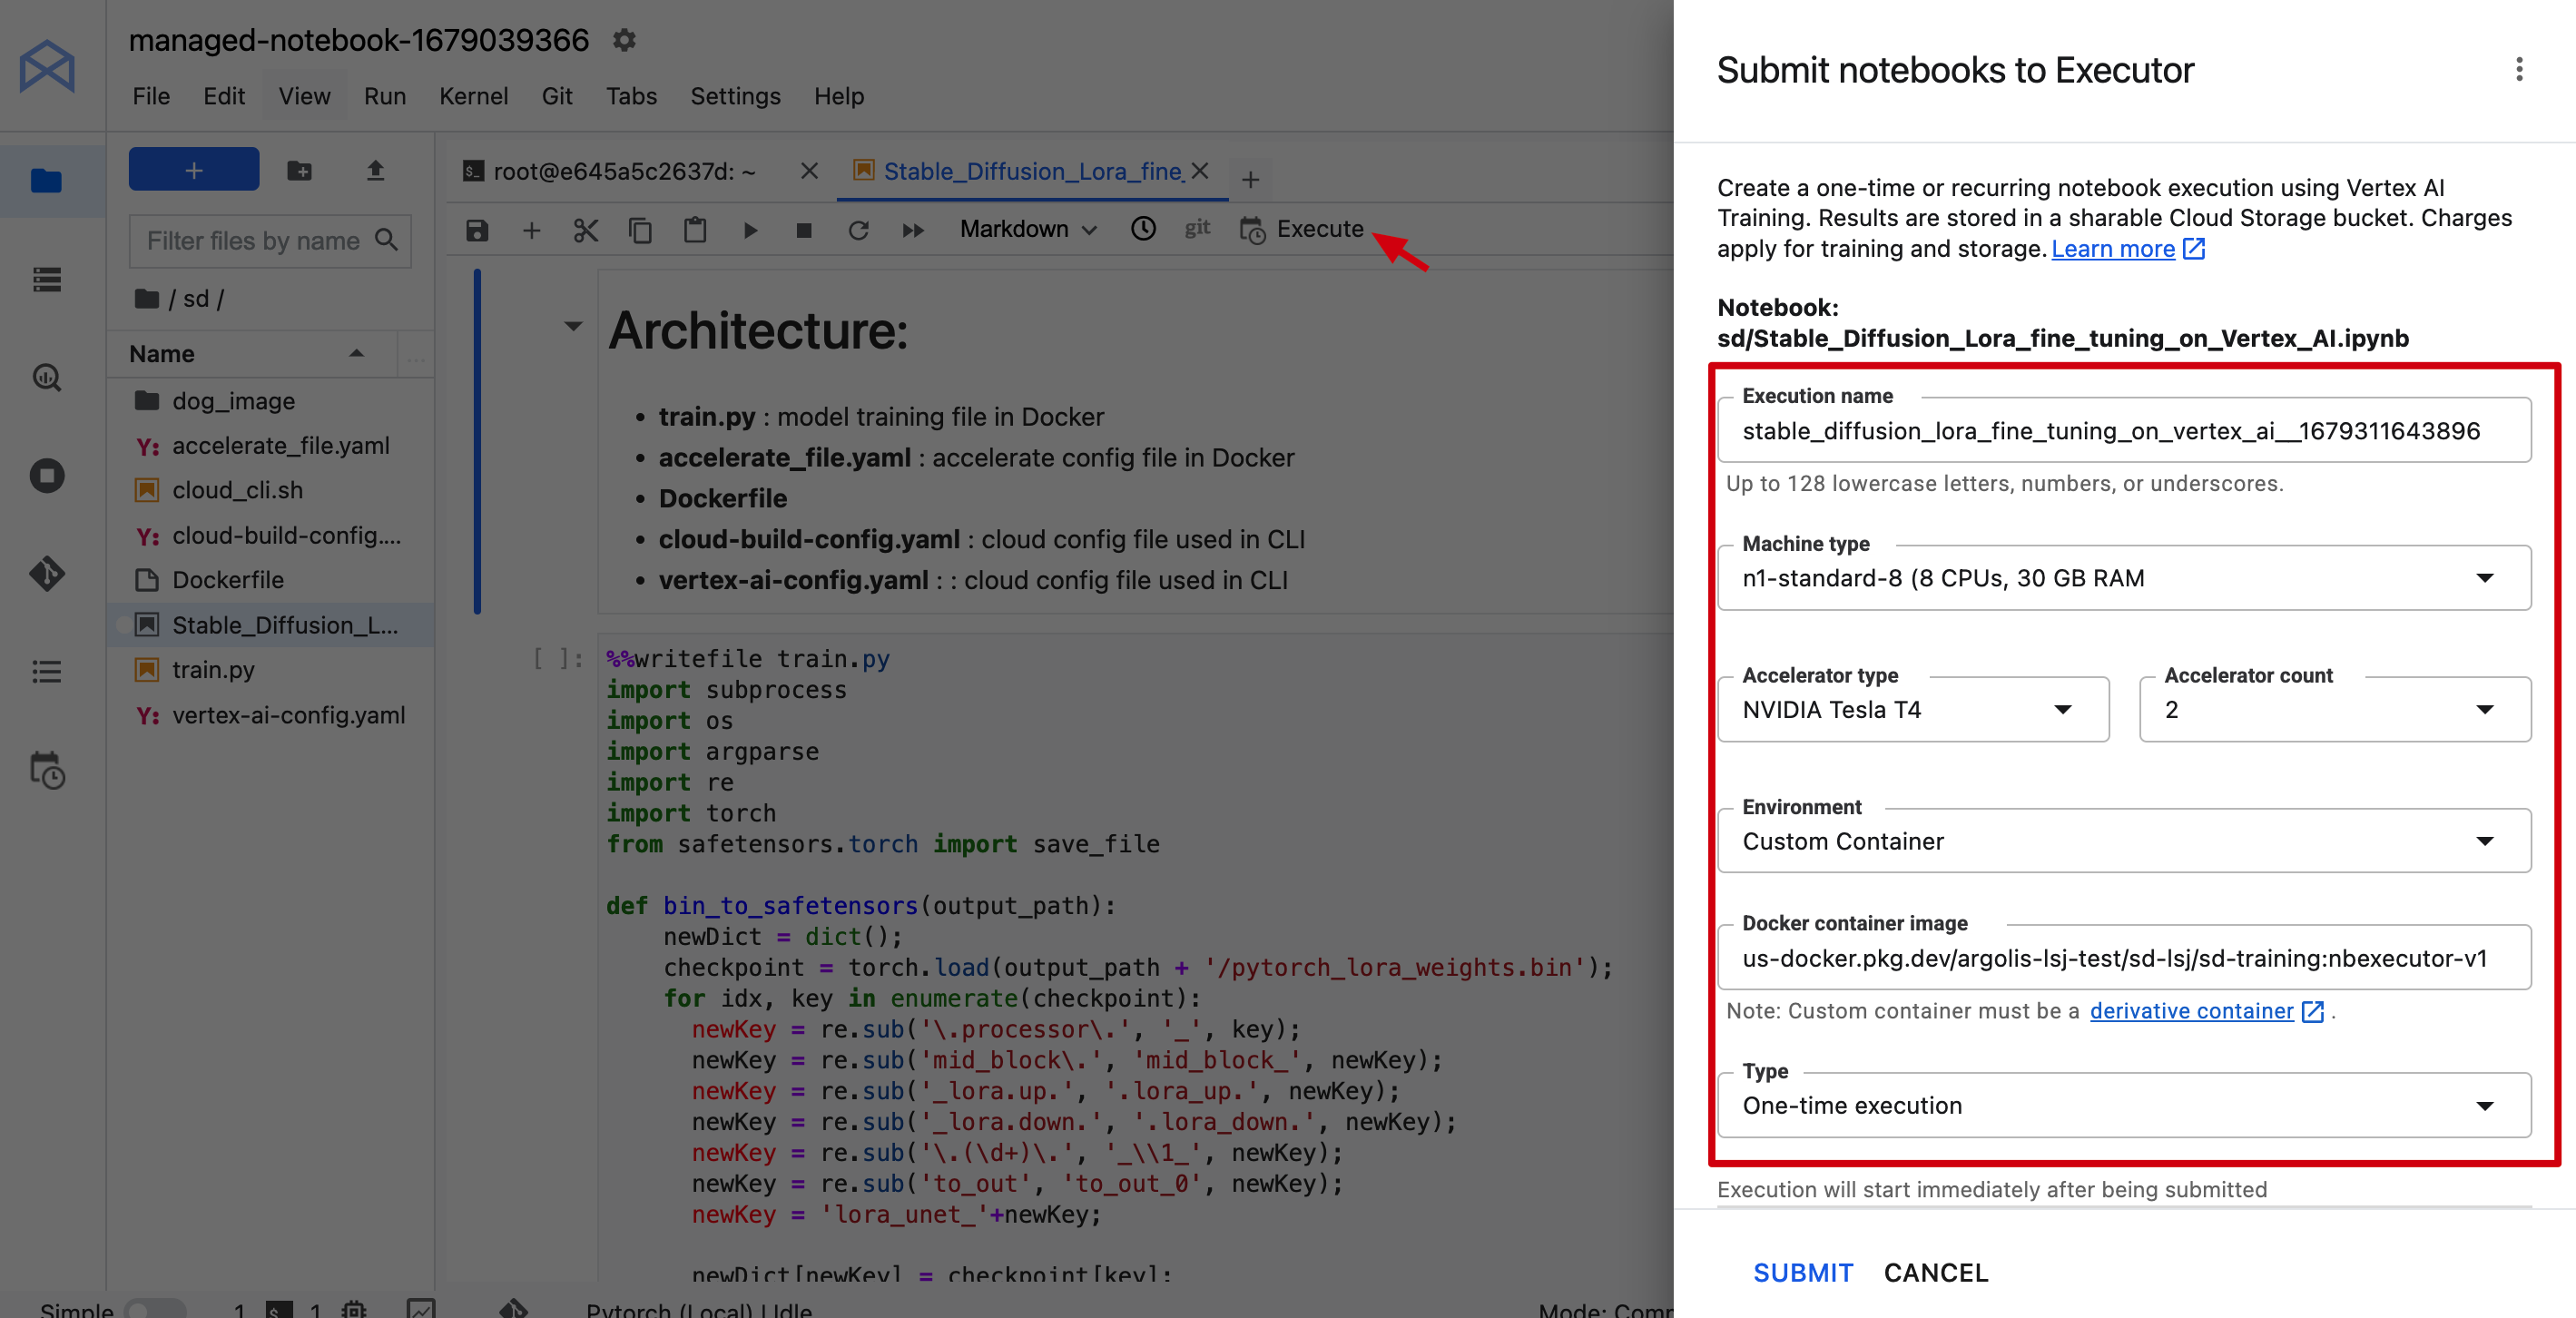 managed-notebook-1679039366
File Edit View Run Kernel Git Tabs Settings Help
+
Filter files by name
/ sd /
Name
...
dog_image
Y: accelerate_file.yaml
cloud_cli.sh
Y: cloud-build-config....
Dockerfile
Stable_Diffusion_L...
train.py
Y: vertex-ai-config.yaml
root@e645a5c2637d: ~
Stable_Diffusion_Lora_fine_
Markdown git Execute
Architecture:
• train.py : model training file in Docker
• accelerate_file.yaml : accelerate config file in Docker
• Dockerfile
• cloud-build-config.yaml : cloud config file used in CLI
• vertex-ai-config.yaml : : cloud config file used in CLI
[ ]:
%%writefile train.py
import subprocess
import os
import argparse
import re
import torch
from safetensors.torch import save_file
def bin_to_safetensors(output_path):
newDict = dict();
checkpoint = torch.load(output_path + '/pytorch_lora_weights.bin');
for idx, key in enumerate(checkpoint):
newKey = re.sub('\.processor\.', '_', key);
newKey = re.sub('mid_block\.', 'mid_block_', newKey);
newKey = re.sub('_lora.up.', '.lora_up.', newKey);
newKey = re.sub('_lora.down.', '.lora_down.', newKey);
newKey = re.sub('\.(\d+)\.', '_\\1_', newKey);
newKey = re.sub('to_out', 'to_out_0', newKey);
newKey = 'lora_unet_'+newKey;
newDict[newKey] = checkpoint[key];
Simple 1 $_ 1 Pytorch (Local) | Idle Mode: Comm
Submit notebooks to Executor
Create a one-time or recurring notebook execution using Vertex AI
Training. Results are stored in a sharable Cloud Storage bucket. Charges
apply for training and storage. Learn more
Notebook:
sd/Stable_Diffusion_Lora_fine_tuning_on_Vertex_AI.ipynb
Execution name
stable_diffusion_lora_fine_tuning_on_vertex_ai__1679311643896
Up to 128 lowercase letters, numbers, or underscores.
Machine type
n1-standard-8 (8 CPUs, 30 GB RAM
Accelerator type
NVIDIA Tesla T4
Accelerator count
2
Environment
Custom Container
Docker container image
us-docker.pkg.dev/argolis-lsj-test/sd-lsj/sd-training:nbexecutor-v1
Note: Custom container must be a derivative container .
Type
One-time execution
Execution will start immediately after being submitted
SUBMIT CANCEL